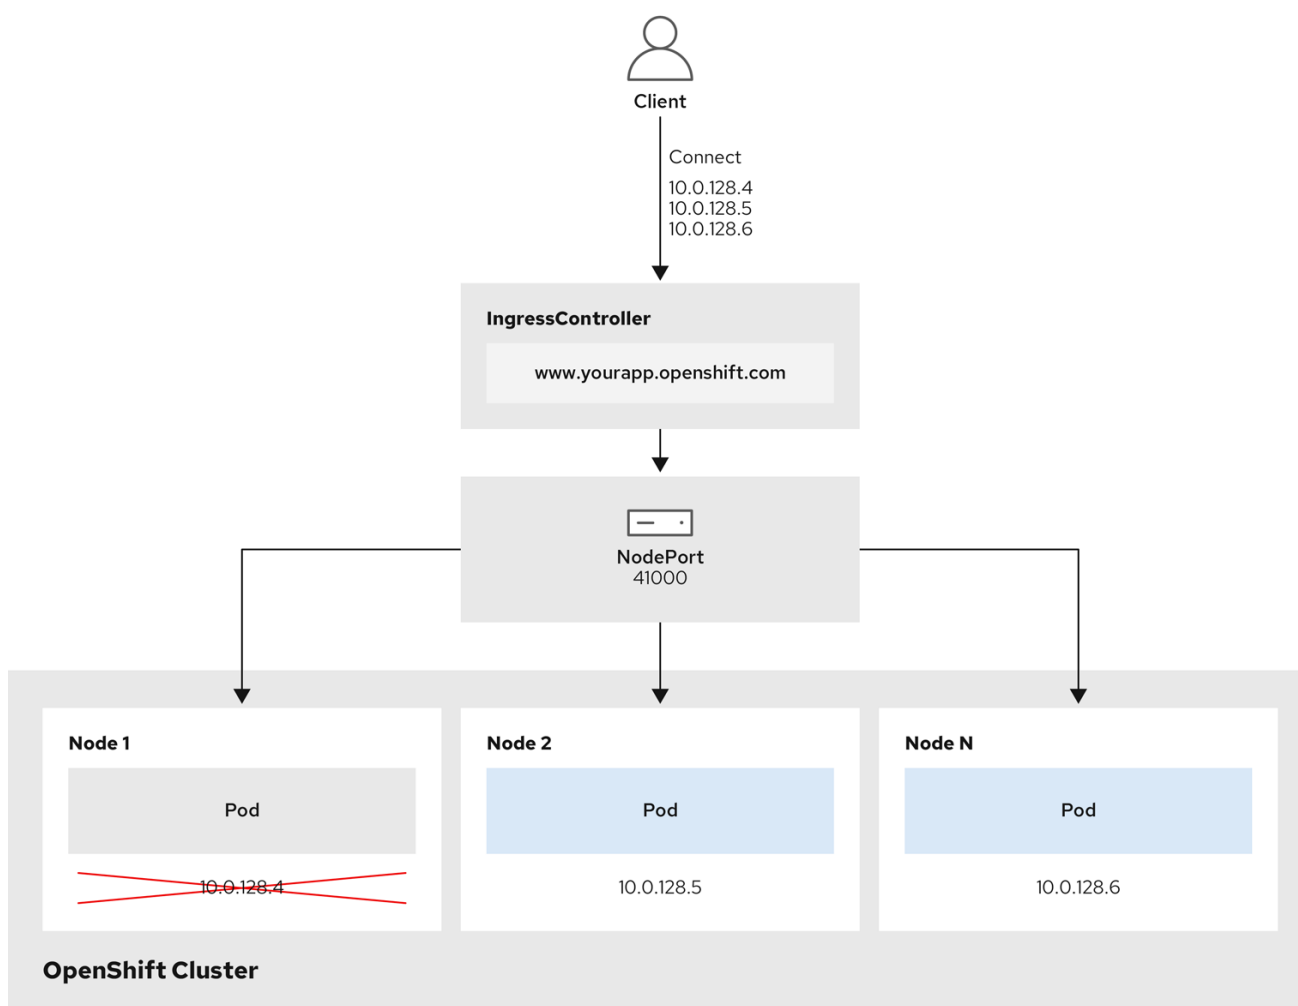 Client
Connect
10.0.128.4
10.0.128.5
10.0.128.6
IngressController
www.yourapp.openshift.com
NodePort
41000
Node 1
Pod
10.0.128.4
Node 2
Pod
10.0.128.5
Node N
Pod
10.0.128.6
OpenShift Cluster